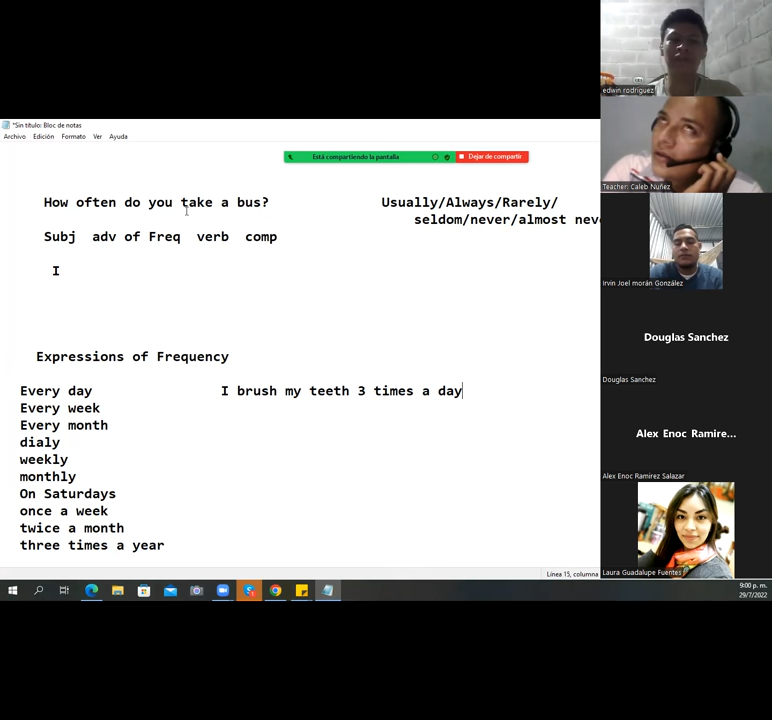 *Sin título: Bloc de notas
Archivo Edición Formato Ver Ayuda
Está compartiendo la pantalla Dejar de compartir
How often do you take a bus? Usually/Always/Rarely/
seldom/never/almost neve
Subj adv of Freq verb comp
I
Expressions of Frequency
Every day I brush my teeth 3 times a day
Every week
Every month
dialy
weekly
monthly
On Saturdays
once a week
twice a month
three times a year
Línea 15, columna
9:00 p. m.
29/7/2022
edwin rodríguez
Teacher: Caleb Nuñez
Irvin Joel morán González
Douglas Sanchez
Douglas Sanchez
Alex Enoc Ramire...
Alex Enoc Ramirez Salazar
Laura Guadalupe Fuentes